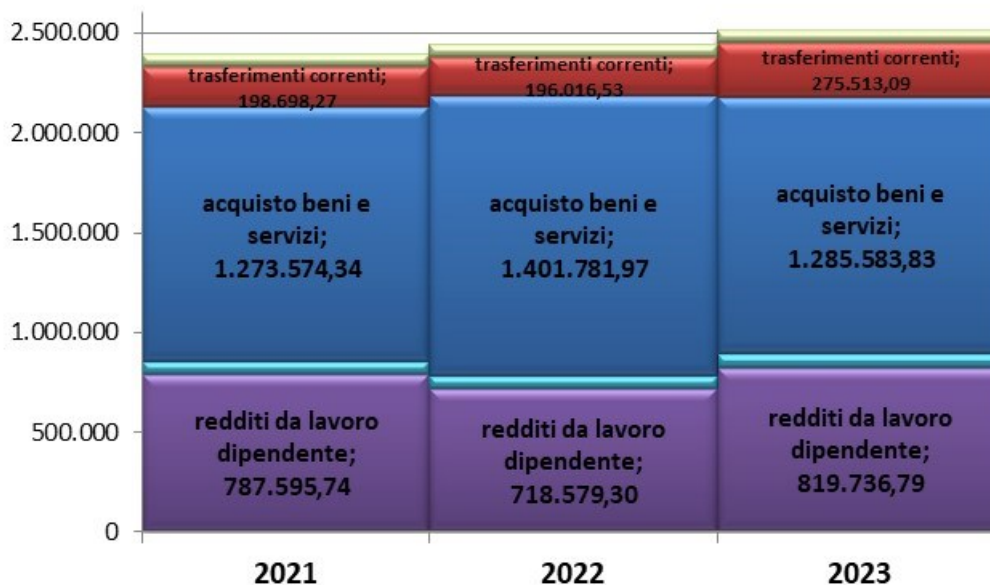 2.500.000
2.000.000
1.500.000
1.000.000
500.000
0
trasferimenti correnti;
198.698,27
acquisto beni e
servizi;
1.273.574,34
redditi da lavoro
dipendente;
787.595,74
trasferimenti correnti;
196.016,53
acquisto beni e
servizi;
1.401.781,97
redditi da lavoro
dipendente;
718.579,30
trasferimenti correnti;
275.513,09
acquisto beni e
servizi;
1.285.583,83
redditi da lavoro
dipendente;
819.736,79
2021
2022
2023